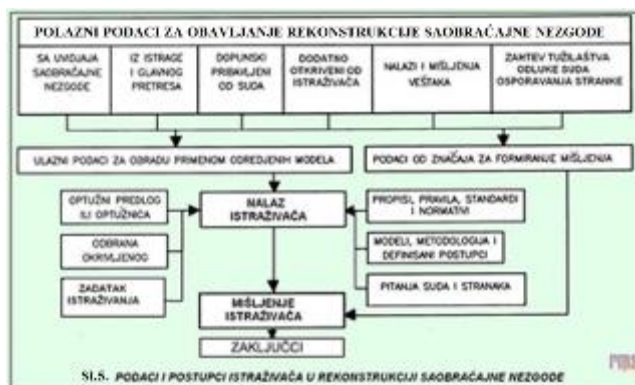 POLAZNI PODACI ZA OBAVLJANJE REKONSTRUKCIJE SAOBRAĆAJNE NEZGODE
SA UVIDJAJA
SAOBRAĆAJNE
NEZGODE
IZ ISTRAGE
I GLAVNOG
PRETRESA
DOPUNSKI
PRIBAVLJENI
OD SUDA
DODATNO
OTKRIVENI OD
ISTRAŽIVAČA
NALAZI I MIŠLJENJA
VEŠTAKA
ZAHTEV TUŽILAŠTVA
ODLUKE SUDA
OSPORAVANJA STRANKE
ULAZNI PODACI ZA OBRADU PRIMENOM ODREDJENIH MODELA
PODACI OD ZNAČAJA ZA FORMIRANJE MIŠLJENJA
OPTUŽNI PREDLOG
ILI OPTUŽNICA
NALAZ
ISTRAŽIVAČA
PROPISI, PRAVILA, STANDARDI
I NORMATIVI
ODBRANA
OKRIVLJENOG
MODELI, METODOLOGIJA I
DEFINISANI POSTUPCI
ZADATAK
ISTRAŽIVANJA
PITANJA SUDA I STRANAKA
MIŠLJENJE
ISTRAŽIVAČA
ZAKLJUČCI
Sl.5. PODACI I POSTUPCI ISTRAŽIVAČA U REKONSTRUKCIJI SAOBRAĆAJNE NEZGODE